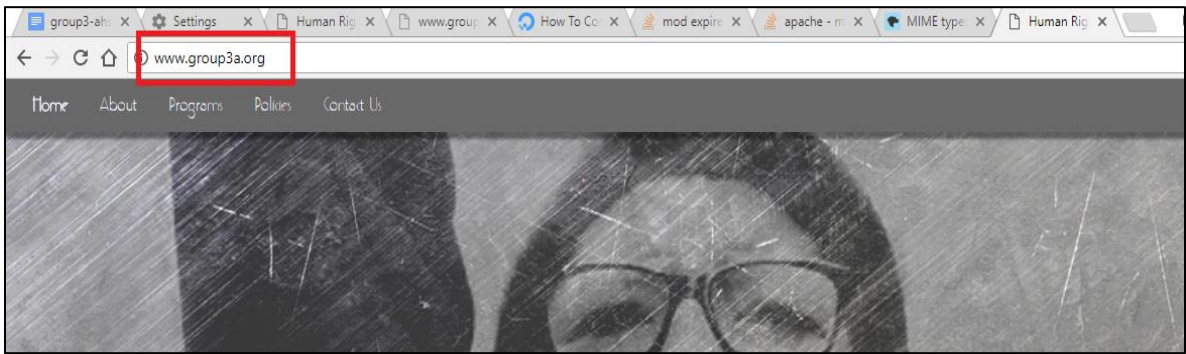 group3-ah Settings Human Rig www.group How To Co mod expire apache - m MIME type Human Rig
www.group3a.org
Home About Programs Policies Contact Us